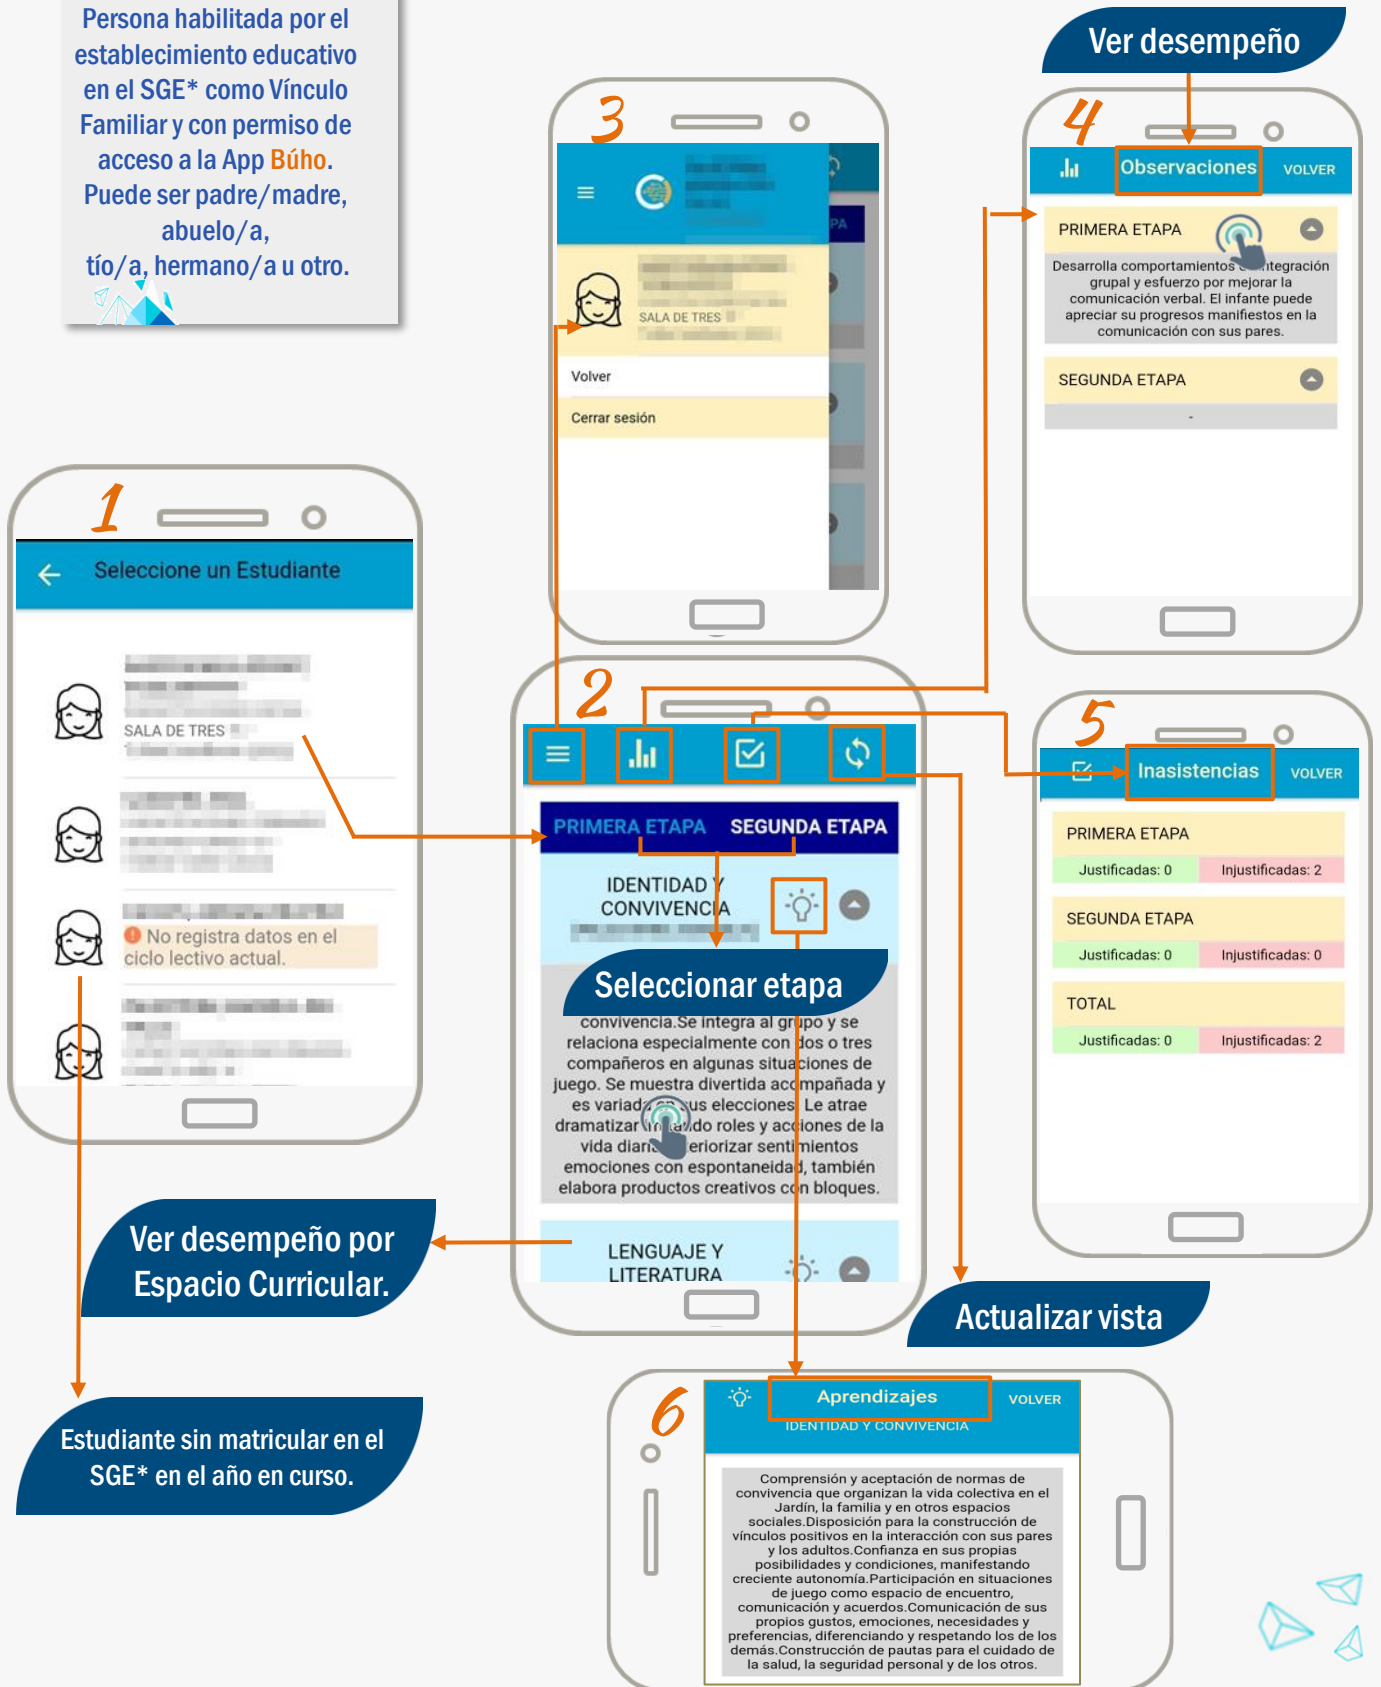 Persona habilitada por el
establecimiento educativo
en el SGE* como Vínculo
Familiar y con permiso de
acceso a la App Búho.
Puede ser padre/madre,
abuelo/a,
tío/a, hermano/a u otro.
3
SALA DE TRES
Volver
Cerrar sesión
PA
Ver desempeño
4
Observaciones
VOLVER
PRIMERA ETAPA
Desarrolla comportamientos integración
grupal y esfuerzo por mejorar la
comunicación verbal. El infante puede
apreciar su progresos manifiestos en la
comunicación con sus pares.
SEGUNDA ETAPA
-
1
Seleccione un Estudiante
SALA DE TRES
No registra datos en el
ciclo lectivo actual.
2
PRIMERA ETAPA SEGUNDA ETAPA
IDENTIDAD Y
CONVIVENCIA
Seleccionar etapa
convivencia.Se integra al grupo y se
relaciona especialmente con dos o tres
compañeros en algunas situaciones de
juego. Se muestra divertida acompañada y
es variada en sus elecciones. Le atrae
dramatizar roles y acciones de la
vida diaria sentimientos
emociones con espontaneidad, también
elabora productos creativos con bloques.
LENGUAJE Y
LITERATURA
5
Inasistencias
VOLVER
PRIMERA ETAPA
Justificadas: 0 Injustificadas: 2
SEGUNDA ETAPA
Justificadas: 0 Injustificadas: 0
TOTAL
Justificadas: 0 Injustificadas: 2
Ver desempeño por
Espacio Curricular.
Actualizar vista
Estudiante sin matricular en el
SGE* en el año en curso.
6
Aprendizajes
VOLVER
IDENTIDAD Y CONVIVENCIA
Comprensión y aceptación de normas de
convivencia que organizan la vida colectiva en el
Jardín, la familia y en otros espacios
sociales.Disposición para la construcción de
vínculos positivos en la interacción con sus pares
y los adultos.Confianza en sus propias
posibilidades y condiciones, manifestando
creciente autonomía.Participación en situaciones
de juego como espacio de encuentro,
comunicación y acuerdos.Comunicación de sus
propios gustos, emociones, necesidades y
preferencias, diferenciando y respetando los de los
demás.Construcción de pautas para el cuidado de
la salud, la seguridad personal y de los otros.